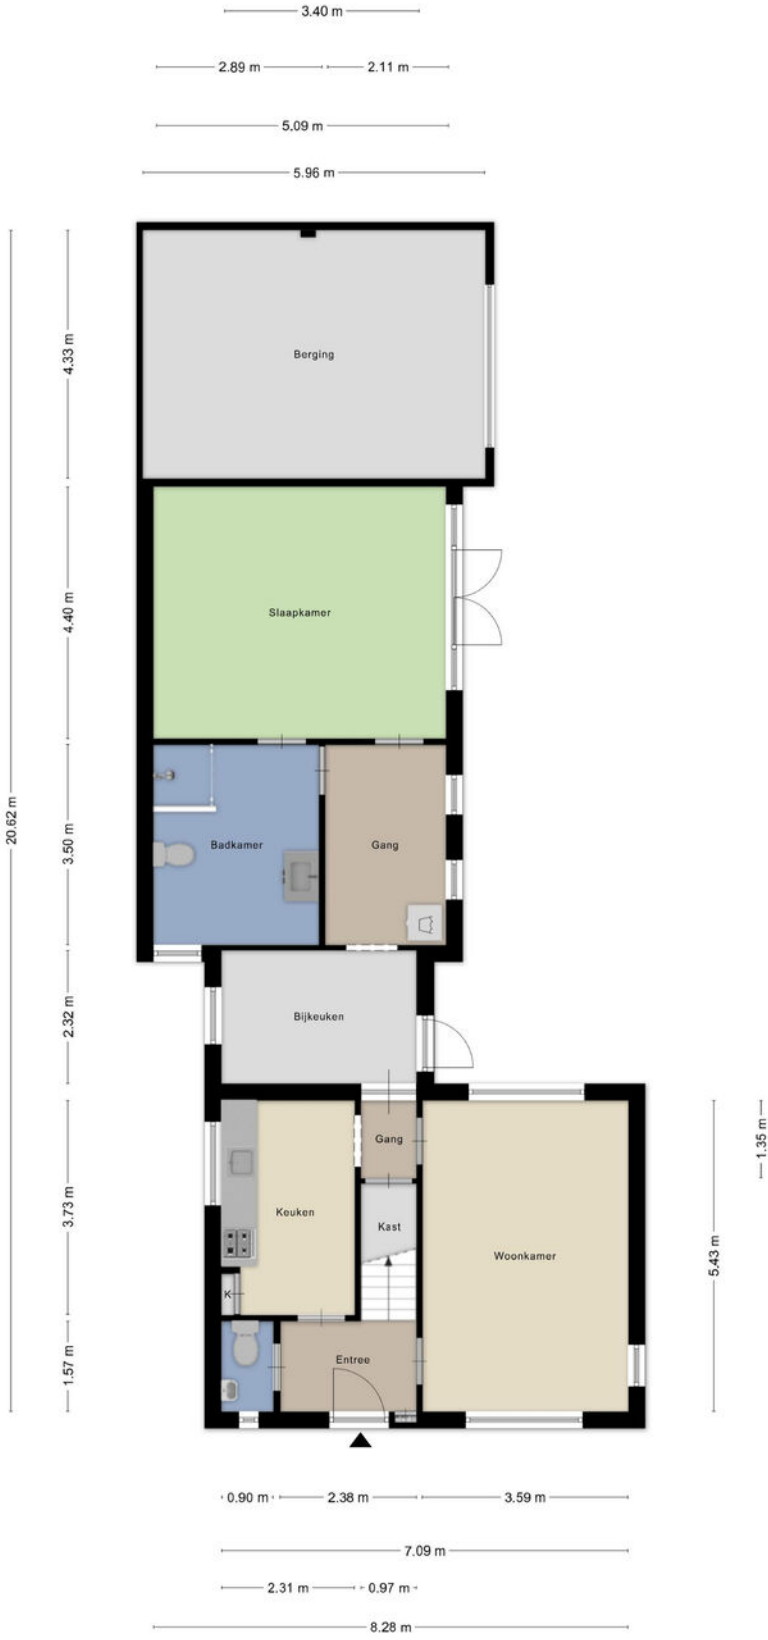 3.40 m
2.89 m
2.11 m
5.09 m
5.96 m
4.33 m
Berging
4.40 m
Slaapkamer
20.62 m
3.50 m
Badkamer
Gang
2.32 m
Bijkeuken
Gang
1.35 m
3.73 m
Keuken
Kast
5.43 m
Woonkamer
K
1.57 m
Entree
0.90 m
2.38 m
3.59 m
7.09 m
2.31 m
0.97 m
8.28 m